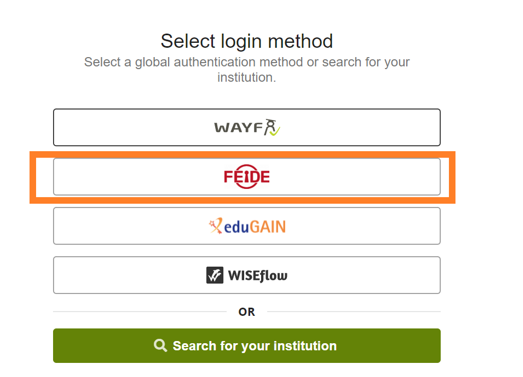 Select login method
Select a global authentication method or search for your
institution.
WAYF
FEIDE
eduGAIN
WISEflow
OR
Search for your institution